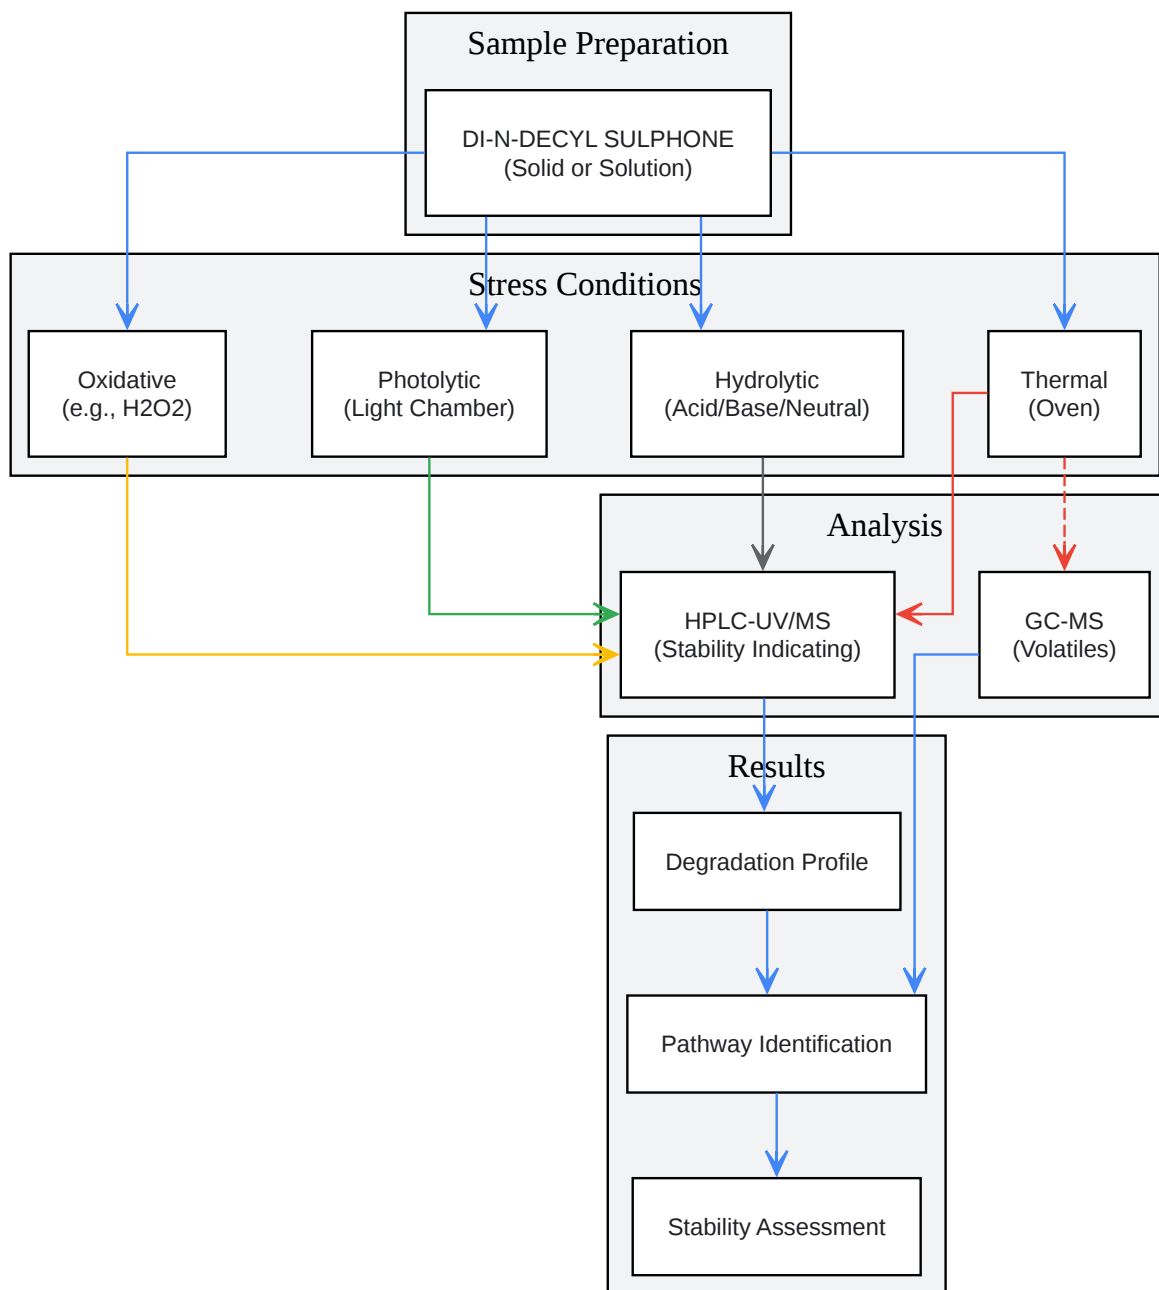 Sample Preparation
DI-N-DECYL SULPHONE
(Solid or Solution)
Stress Conditions
Oxidative
(e.g., H2O2)
Photolytic
(Light Chamber)
Hydrolytic
(Acid/Base/Neutral)
Thermal
(Oven)
Analysis
HPLC-UV/MS
(Stability Indicating)
GC-MS
(Volatiles)
Results
Degradation Profile
Pathway Identification
Stability Assessment